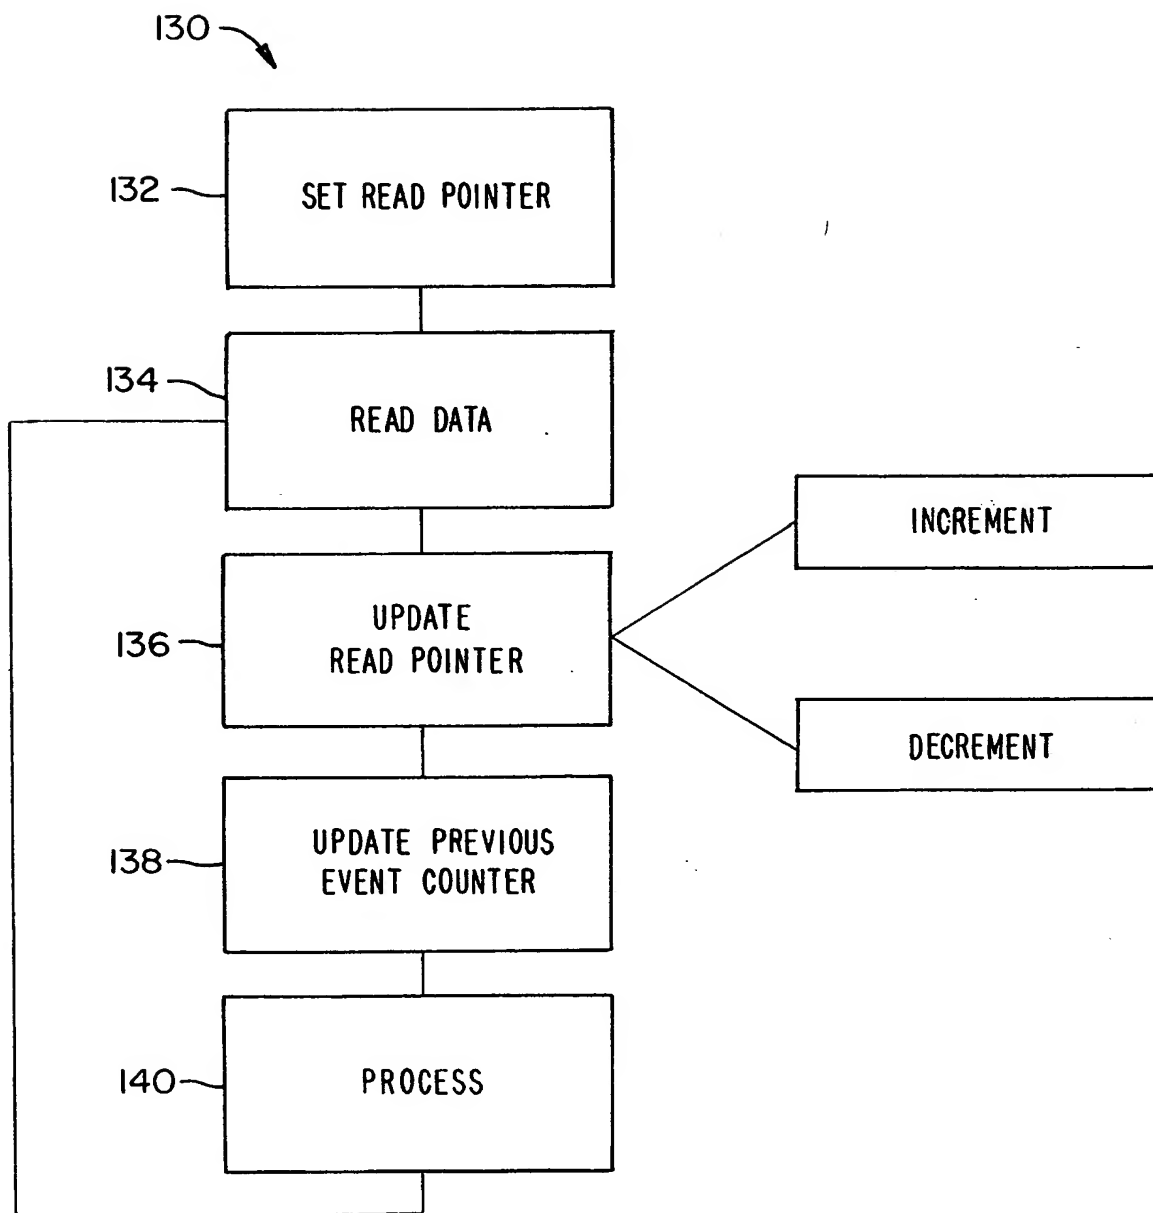 130
132
SET READ POINTER
134
READ DATA
136
UPDATE
READ POINTER
INCREMENT
DECREMENT
138
UPDATE PREVIOUS
EVENT COUNTER
140
PROCESS